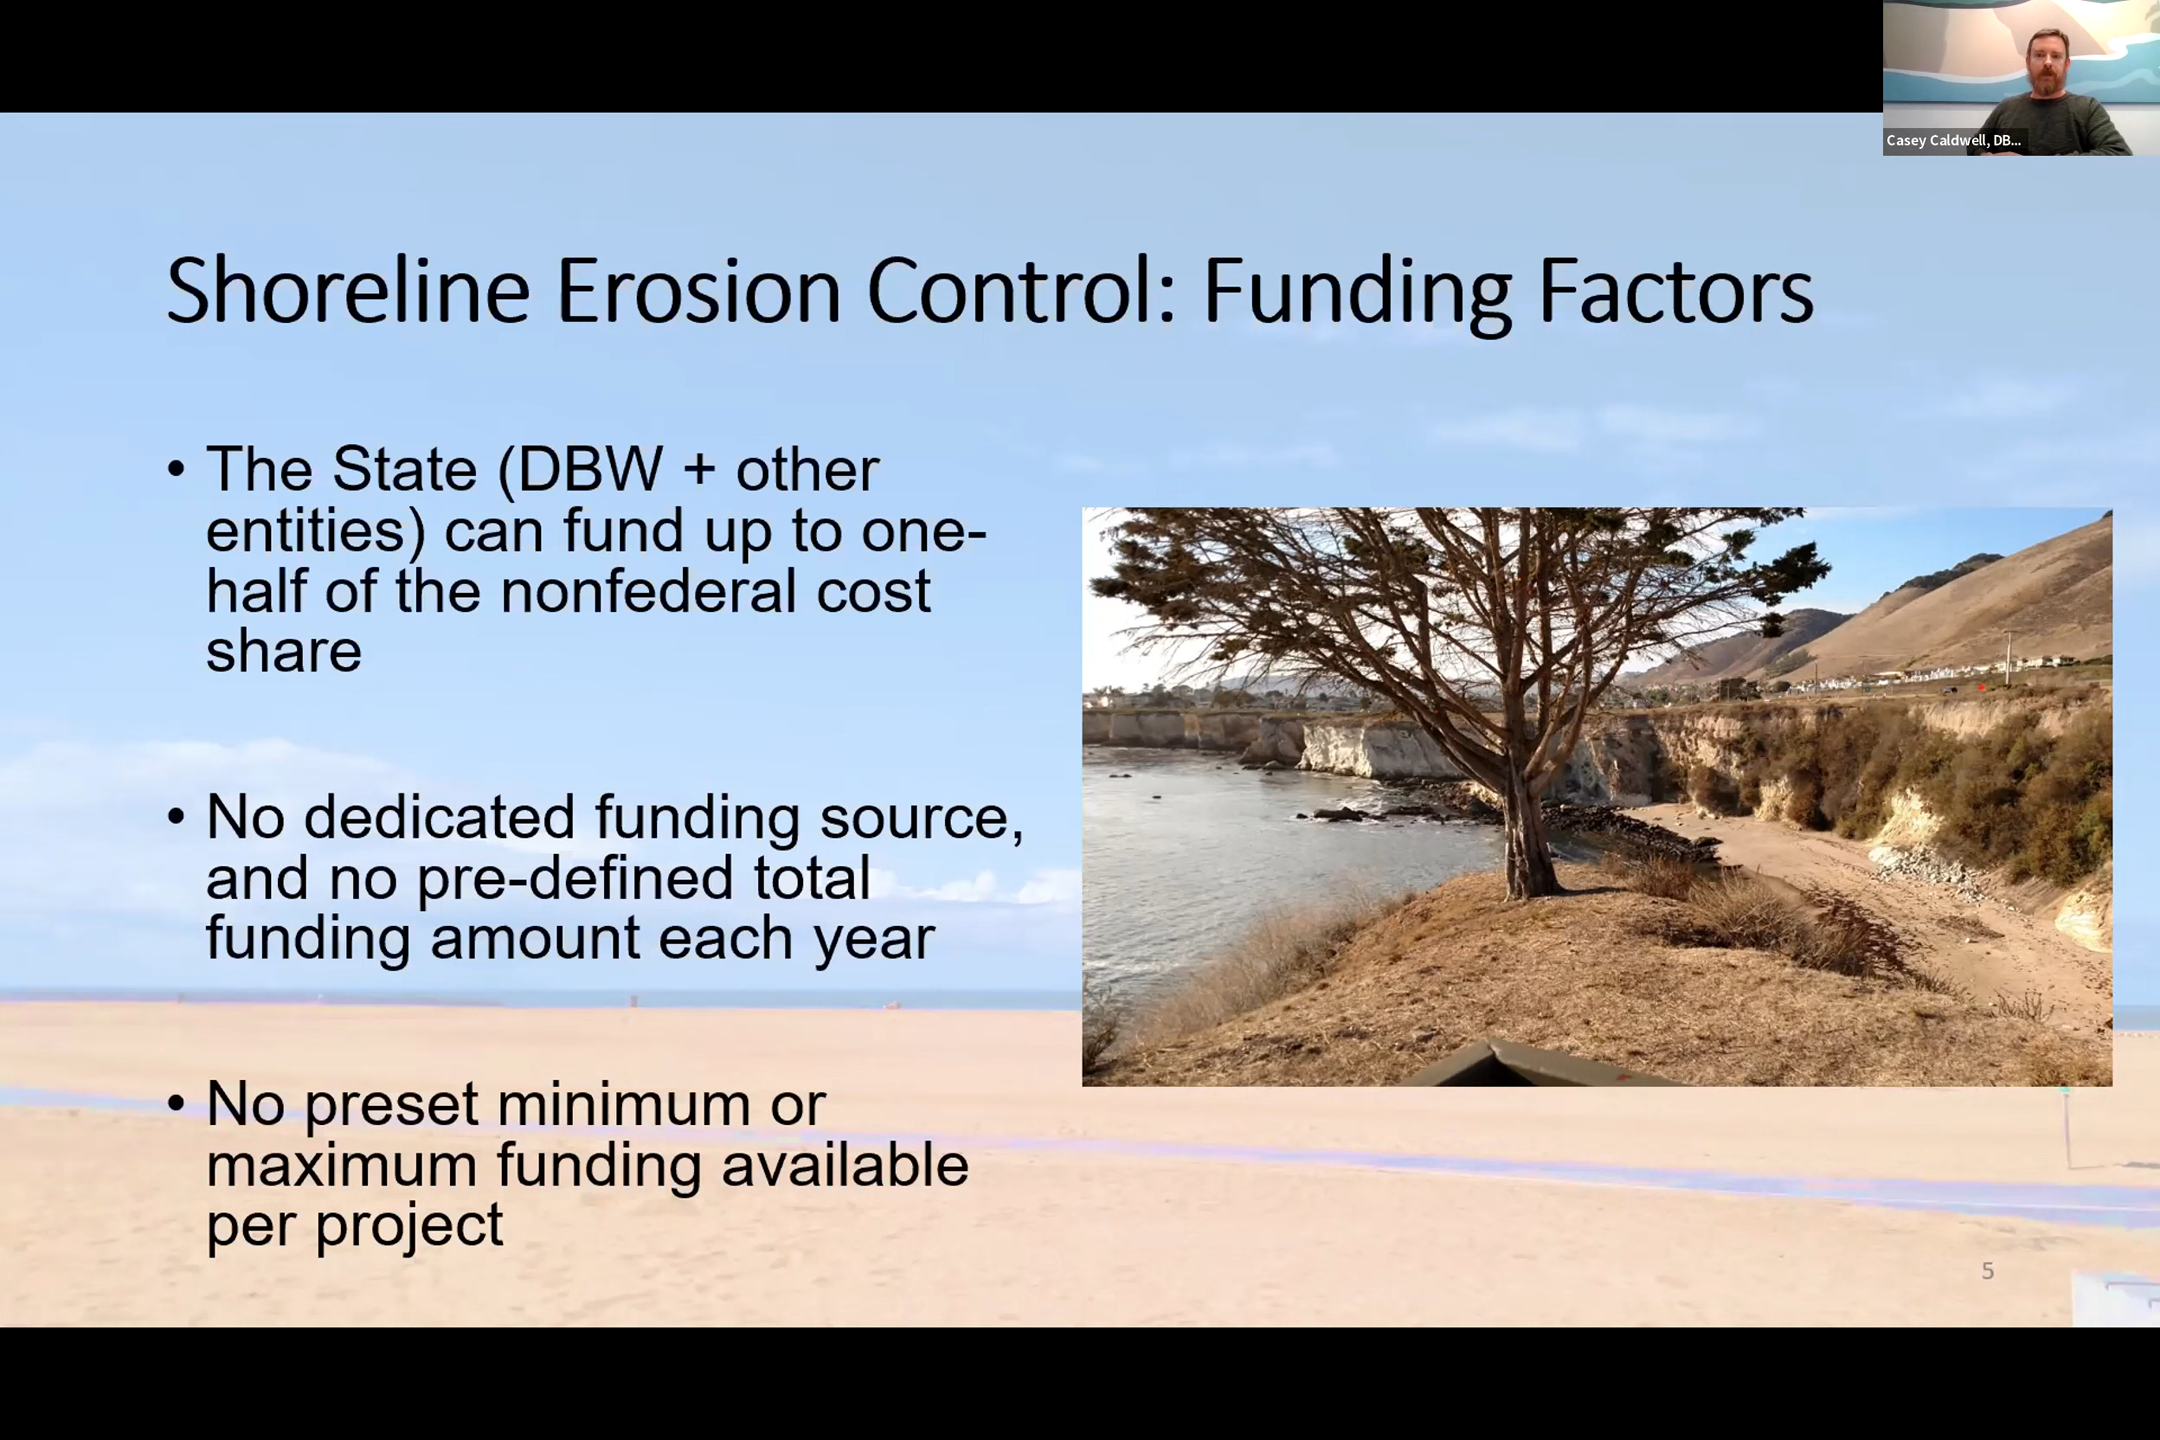 Casey Caldwell, DB...
Shoreline Erosion Control: Funding Factors
• The State (DBW + other
entities) can fund up to one-
half of the nonfederal cost
share
• No dedicated funding source,
and no pre-defined total
funding amount each year
• No preset minimum or
maximum funding available
per project
5